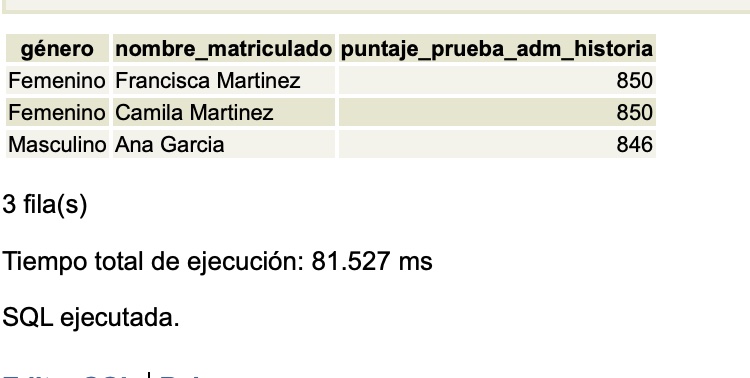 género nombre_matriculado puntaje_prueba_adm_historia
Femenino Francisca Martinez 850
Femenino Camila Martinez 850
Masculino Ana Garcia 846
3 fila(s)
Tiempo total de ejecución: 81.527 ms
SQL ejecutada.